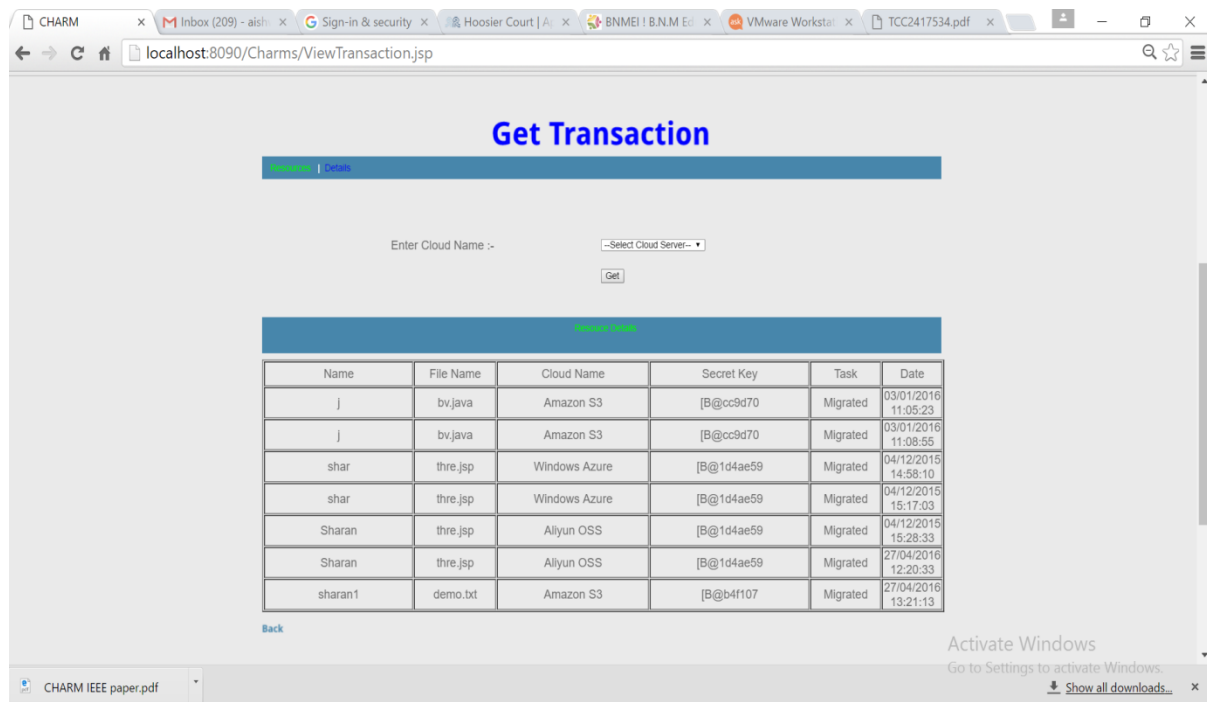 CHARM
Inbox (209) - aish
Sign-in & security
Hoosier Court | A
BNMEI ! B.N.M Ed
VMware Workstat
TCC2417534.pdf
localhost:8090/Charms/ViewTransaction.jsp
Get Transaction
Resources | Details
Enter Cloud Name :- --Select Cloud Server--
Get
Resouce Details
Name File Name Cloud Name Secret Key Task Date
j bv.java Amazon S3 [B@cc9d70 Migrated 03/01/2016 11:05:23
j bv.java Amazon S3 [B@cc9d70 Migrated 03/01/2016 11:08:55
shar thre.jsp Windows Azure [B@1d4ae59 Migrated 04/12/2015 14:58:10
shar thre.jsp Windows Azure [B@1d4ae59 Migrated 04/12/2015 15:17:03
Sharan thre.jsp Aliyun OSS [B@1d4ae59 Migrated 04/12/2015 15:28:33
Sharan thre.jsp Aliyun OSS [B@1d4ae59 Migrated 27/04/2016 12:20:33
sharan1 demo.txt Amazon S3 [B@b4f107 Migrated 27/04/2016 13:21:13
Back
Activate Windows
Go to Settings to activate Windows.
CHARM IEEE paper.pdf
Show all downloads...